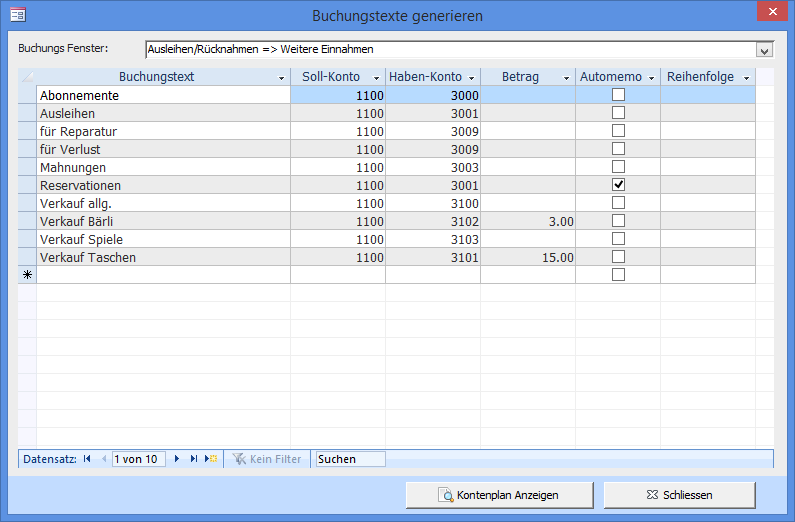 Buchungstexte generieren
Buchungs Fenster: Ausleihen/Rücknahmen => Weitere Einnahmen
Buchungstext Soll-Konto Haben-Konto Betrag Automemo Reihenfolge
Abonnemente 1100 3000
Ausleihen 1100 3001
für Reparatur 1100 3009
für Verlust 1100 3009
Mahnungen 1100 3003
Reservationen 1100 3001
Verkauf allg. 1100 3100
Verkauf Bärli 1100 3102 3.00
Verkauf Spiele 1100 3103
Verkauf Taschen 1100 3101 15.00
Datensatz: 1 von 10 Kein Filter Suchen
Kontenplan Anzeigen Schliessen